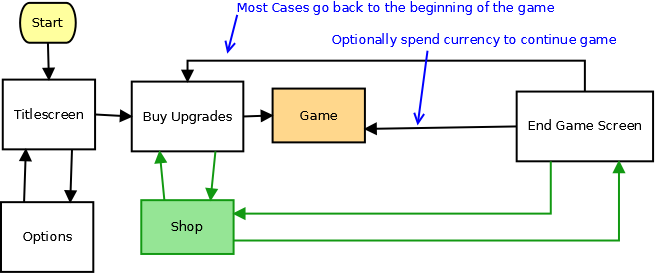 Most Cases go back to the beginning of the game
Start
Optionally spend currency to continue game
Titlescreen
Buy Upgrades
Game
End Game Screen
Shop
Options